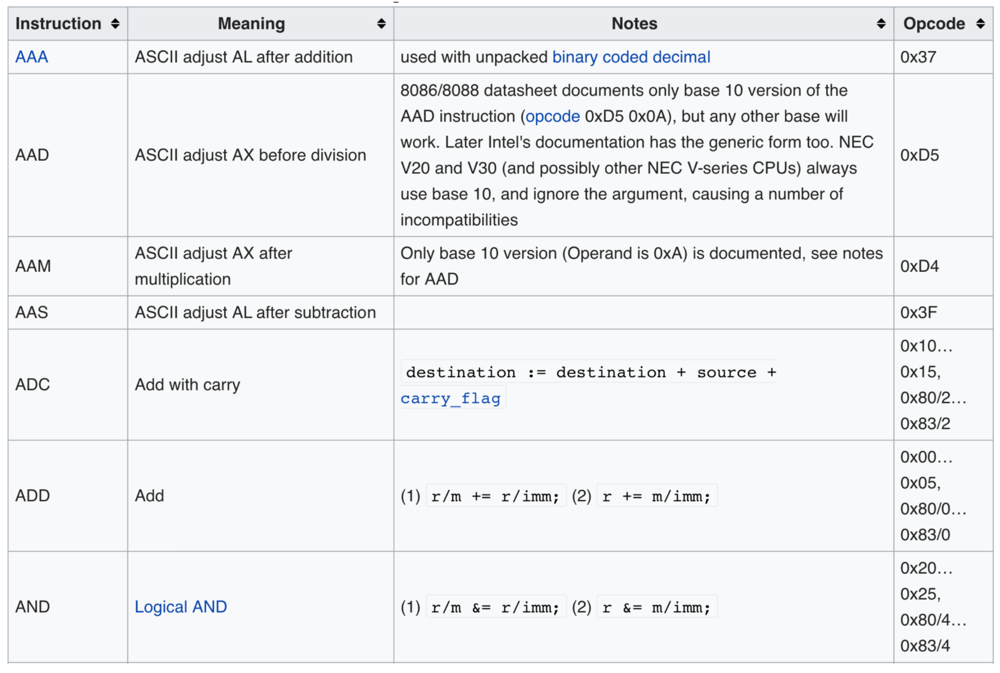 Instruction Meaning Notes Opcode
AAA ASCII adjust AL after addition used with unpacked binary coded decimal 0x37
AAD ASCII adjust AX before division 8086/8088 datasheet documents only base 10 version of the
AAD instruction (opcode 0xD5 0x0A), but any other base will
work. Later Intel's documentation has the generic form too. NEC
V20 and V30 (and possibly other NEC V-series CPUs) always
use base 10, and ignore the argument, causing a number of
incompatibilities
0xD5
AAM ASCII adjust AX after
multiplication
Only base 10 version (Operand is 0xA) is documented, see notes
for AAD
0xD4
AAS ASCII adjust AL after subtraction 0x3F
ADC Add with carry destination := destination + source +
carry_flag
0x10…
0x15,
0x80/2…
0x83/2
ADD Add (1) r/m += r/imm; (2) r += m/imm;
0x00…
0x05,
0x80/0…
0x83/0
AND Logical AND (1) r/m &= r/imm; (2) r &= m/imm;
0x20…
0x25,
0x80/4…
0x83/4